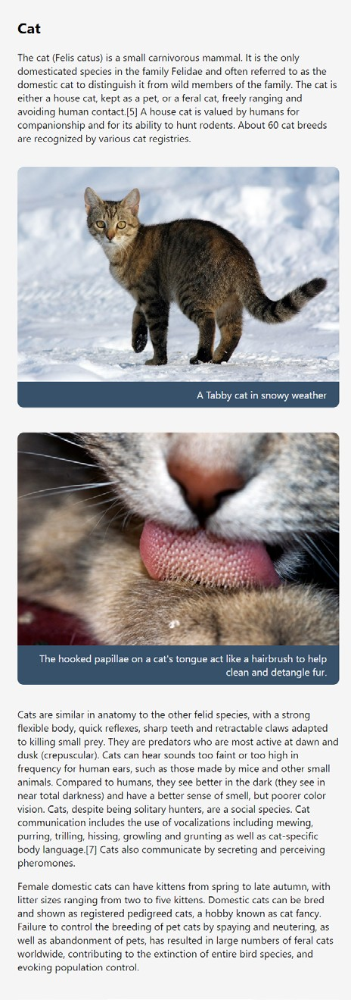 Cat
The cat (Felis catus) is a small carnivorous mammal. It is the only
domesticated species in the family Felidae and often referred to as the
domestic cat to distinguish it from wild members of the family. The cat is
either a house cat, kept as a pet, or a feral cat, freely ranging and
avoiding human contact.[5] A house cat is valued by humans for
companionship and for its ability to hunt rodents. About 60 cat breeds
are recognized by various cat registries.
A Tabby cat in snowy weather
The hooked papillae on a cat's tongue act like a hairbrush to help
clean and detangle fur.
Cats are similar in anatomy to the other felid species, with a strong
flexible body, quick reflexes, sharp teeth and retractable claws adapted
to killing small prey. They are predators who are most active at dawn and
dusk (crepuscular). Cats can hear sounds too faint or too high in
frequency for human ears, such as those made by mice and other small
animals. Compared to humans, they see better in the dark (they see in
near total darkness) and have a better sense of smell, but poorer color
vision. Cats, despite being solitary hunters, are a social species. Cat
communication includes the use of vocalizations including mewing,
purring, trilling, hissing, growling and grunting as well as cat-specific
body language.[7] Cats also communicate by secreting and perceiving
pheromones.
Female domestic cats can have kittens from spring to late autumn, with
litter sizes ranging from two to five kittens. Domestic cats can be bred
and shown as registered pedigreed cats, a hobby known as cat fancy.
Failure to control the breeding of pet cats by spaying and neutering, as
well as abandonment of pets, has resulted in large numbers of feral cats
worldwide, contributing to the extinction of entire bird species, and
evoking population control.